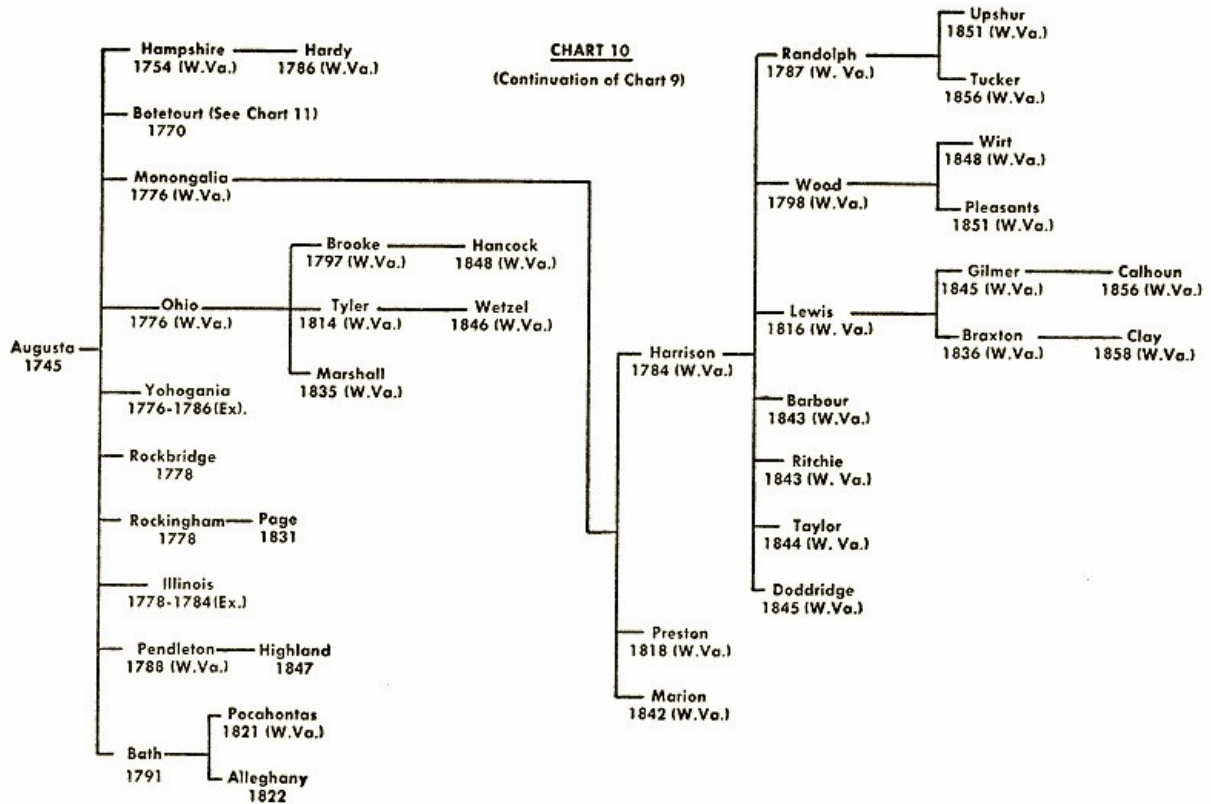 CHART 10
(Continuation of Chart 9)
Augusta
1745
Hampshire
1754 (W.Va.)
Hardy
1786 (W.Va.)
Botetourt (See Chart 11)
1770
Monongalia
1776 (W.Va.)
Ohio
1776 (W.Va.)
Brooke
1797 (W.Va.)
Hancock
1848 (W.Va.)
Tyler
1814 (W.Va.)
Wetzel
1846 (W.Va.)
Marshall
1835 (W.Va.)
Yohogania
1776-1786(Ex).
Rockbridge
1778
Rockingham
1778
Page
1831
Illinois
1778-1784(Ex.)
Pendleton
1788 (W.Va.)
Highland
1847
Bath
1791
Pocahontas
1821 (W.Va.)
Alleghany
1822
Harrison
1784 (W.Va.)
Preston
1818 (W.Va.)
Marion
1842 (W.Va.)
Randolph
1787 (W. Va.)
Upshur
1851 (W.Va.)
Tucker
1856 (W.Va.)
Wood
1798 (W.Va.)
Wirt
1848 (W.Va.)
Pleasants
1851 (W.Va.)
Lewis
1816 (W. Va.)
Gilmer
1845 (W.Va.)
Calhoun
1856 (W.Va.)
Braxton
1836 (W.Va.)
Clay
1858 (W.Va.)
Barbour
1843 (W.Va.)
Ritchie
1843 (W. Va.)
Taylor
1844 (W. Va.)
Doddridge
1845 (W.Va.)